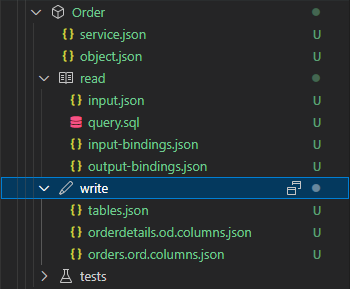 Order
service.json U
object.json U
read
input.json U
query.sql U
input-bindings.json U
output-bindings.json U
write
tables.json U
orderdetails.od.columns.json U
orders.ord.columns.json U
tests